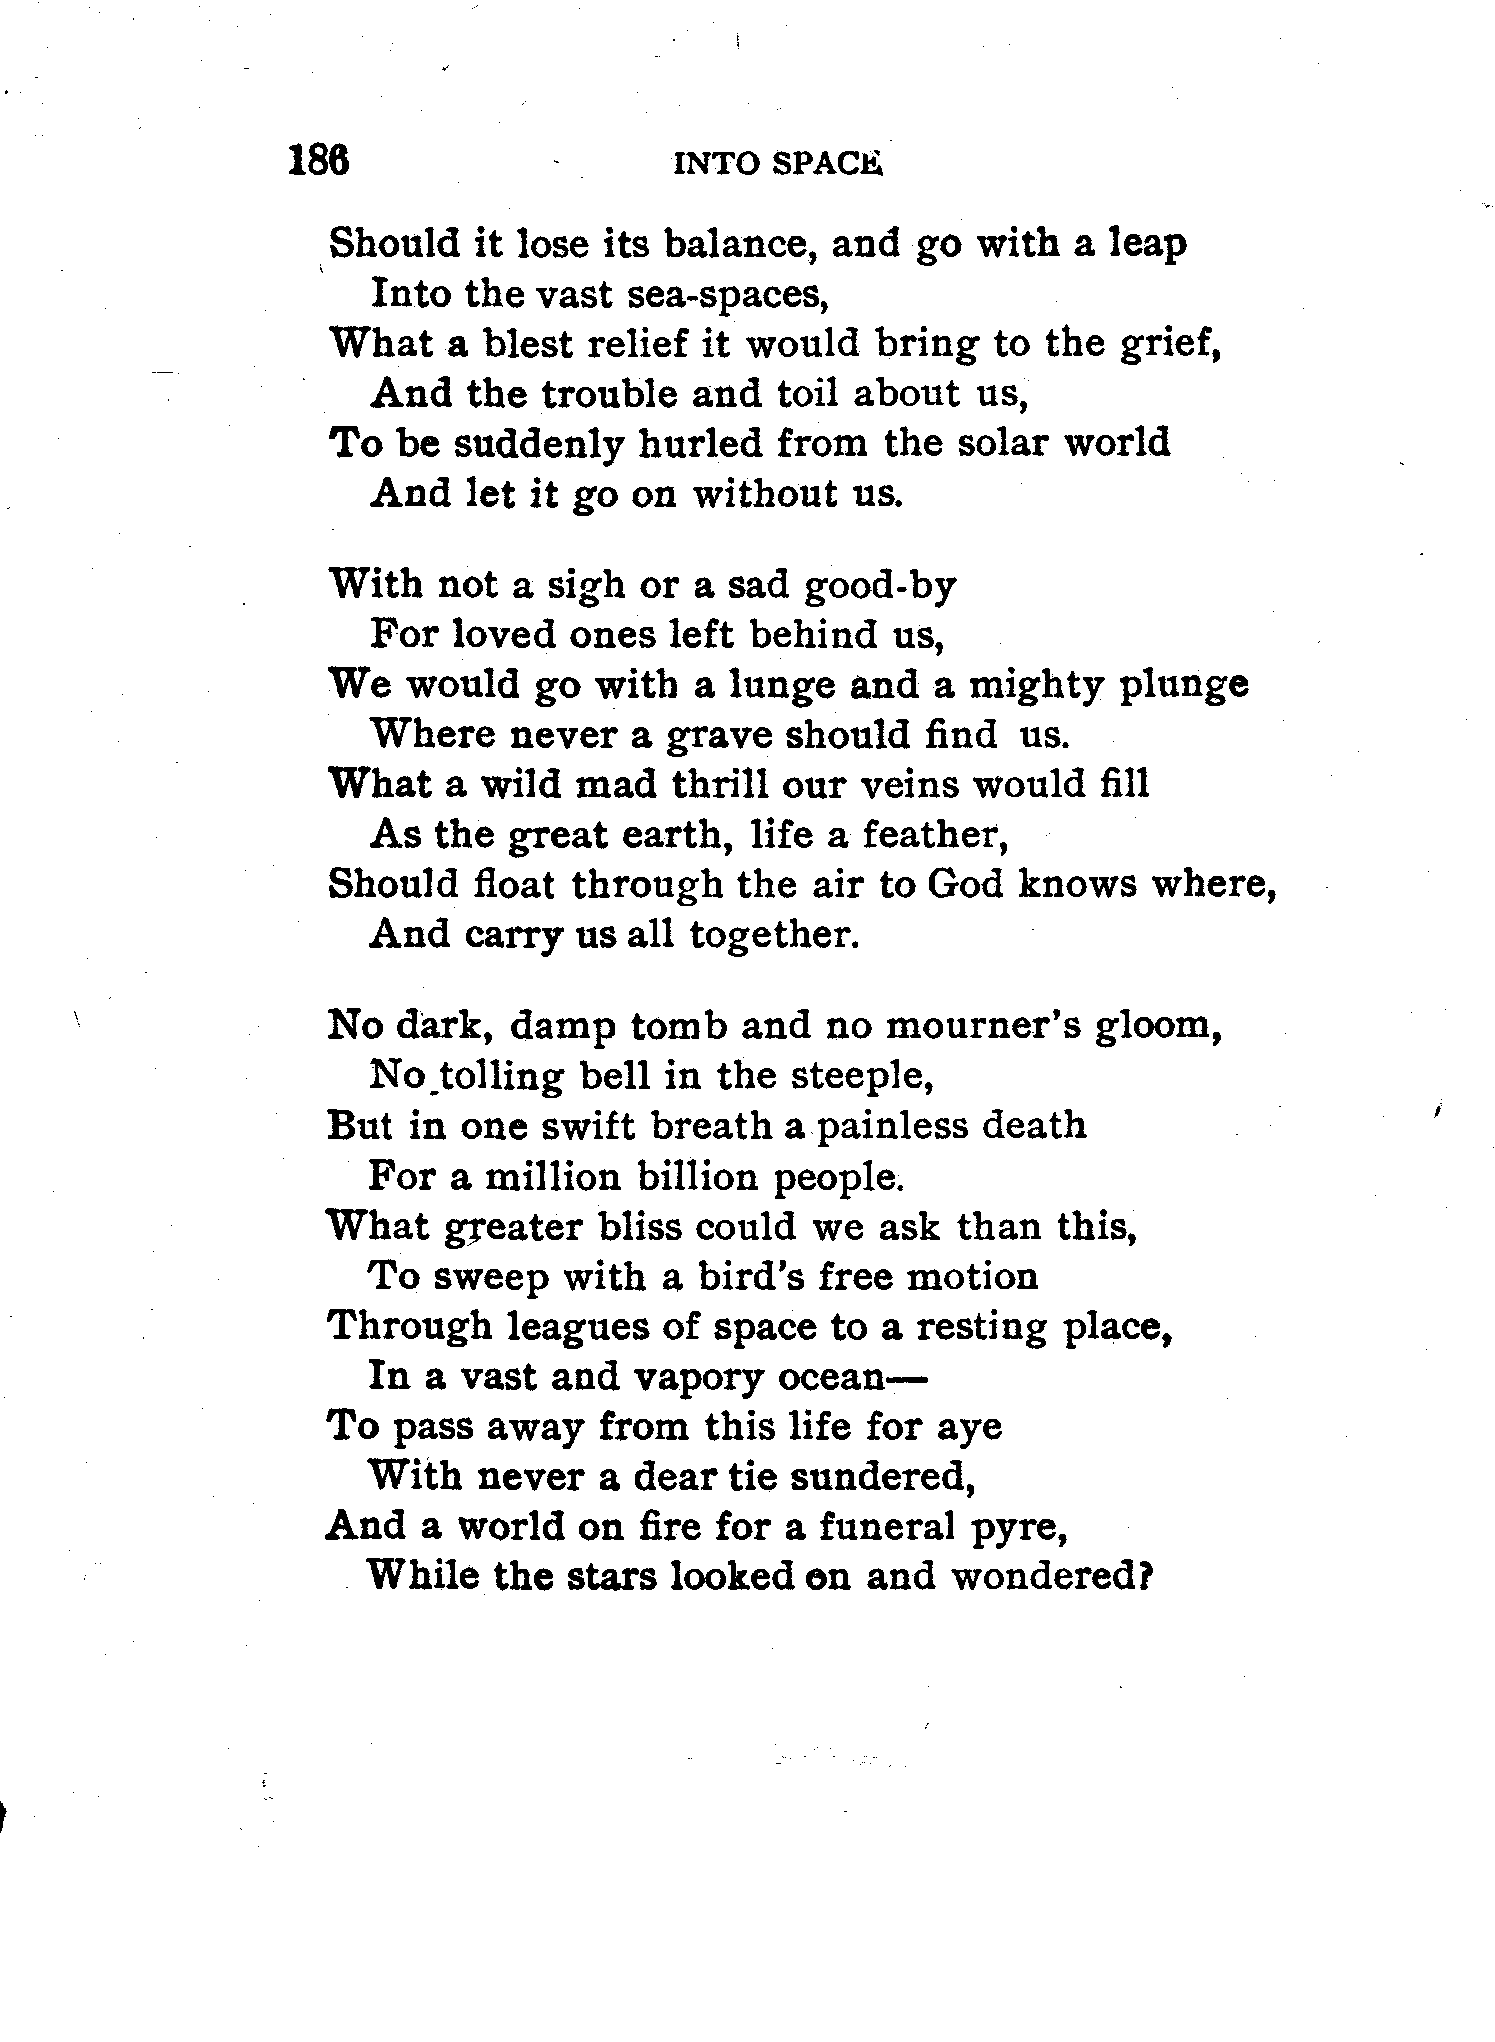 186 INTO SPACE
Should it lose its balance, and go with a leap
Into the vast sea-spaces,
What a blest relief it would bring to the grief,
And the trouble and toil about us,
To be suddenly hurled from the solar world
And let it go on without us.
With not a sigh or a sad good-by
For loved ones left behind us,
We would go with a lunge and a mighty plunge
Where never a grave should find us.
What a wild mad thrill our veins would fill
As the great earth, life a feather,
Should float through the air to God knows where,
And carry us all together.
No dark, damp tomb and no mourner's gloom,
No tolling bell in the steeple,
But in one swift breath a painless death
For a million billion people.
What greater bliss could we ask than this,
To sweep with a bird's free motion
Through leagues of space to a resting place,
In a vast and vapory ocean—
To pass away from this life for aye
With never a dear tie sundered,
And a world on fire for a funeral pyre,
While the stars looked on and wondered?